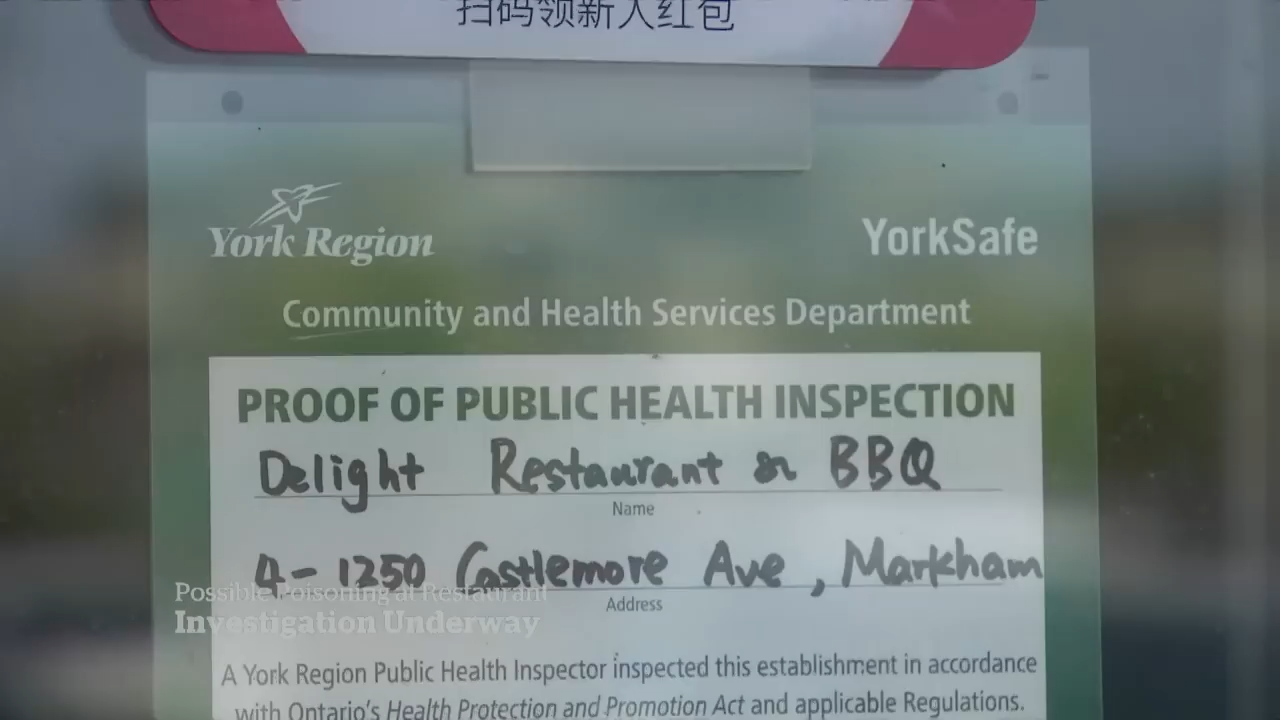 扫码领新人红包
York Region
YorkSafe
Community and Health Services Department
PROOF OF PUBLIC HEALTH INSPECTION
Delight Restaurant & BBQ
Name
4-1250 Castlemore Ave, Markham
Address
Possible Poisoning at Restaurant
Investigation Underway
A York Region Public Health Inspector inspected this establishment in accordance
with Ontario's Health Protection and Promotion Act and applicable Regulations.